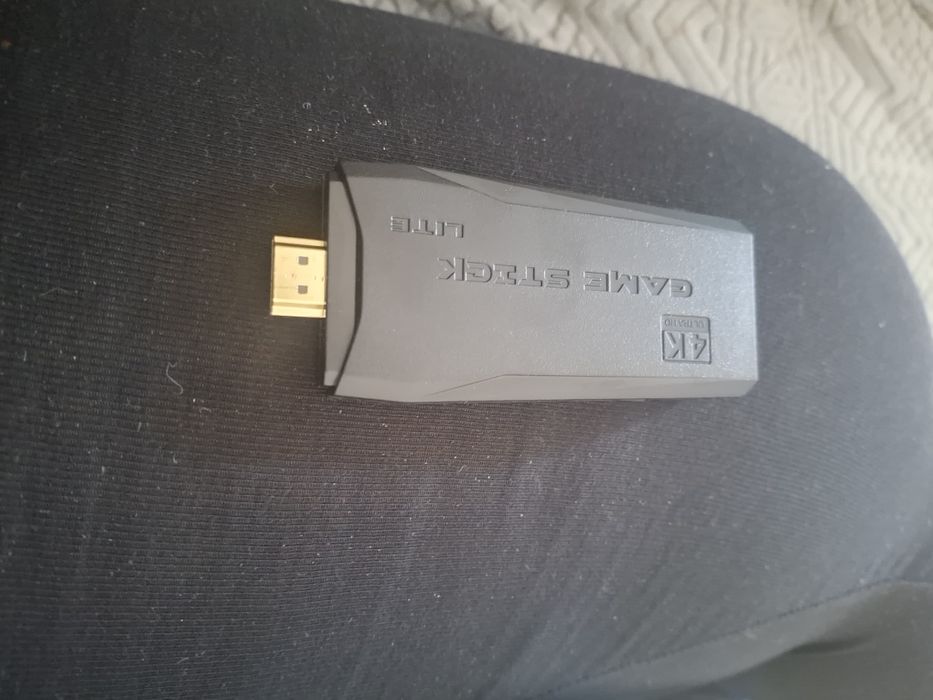 4K
ULTRA HD
GAME STICK
LITE